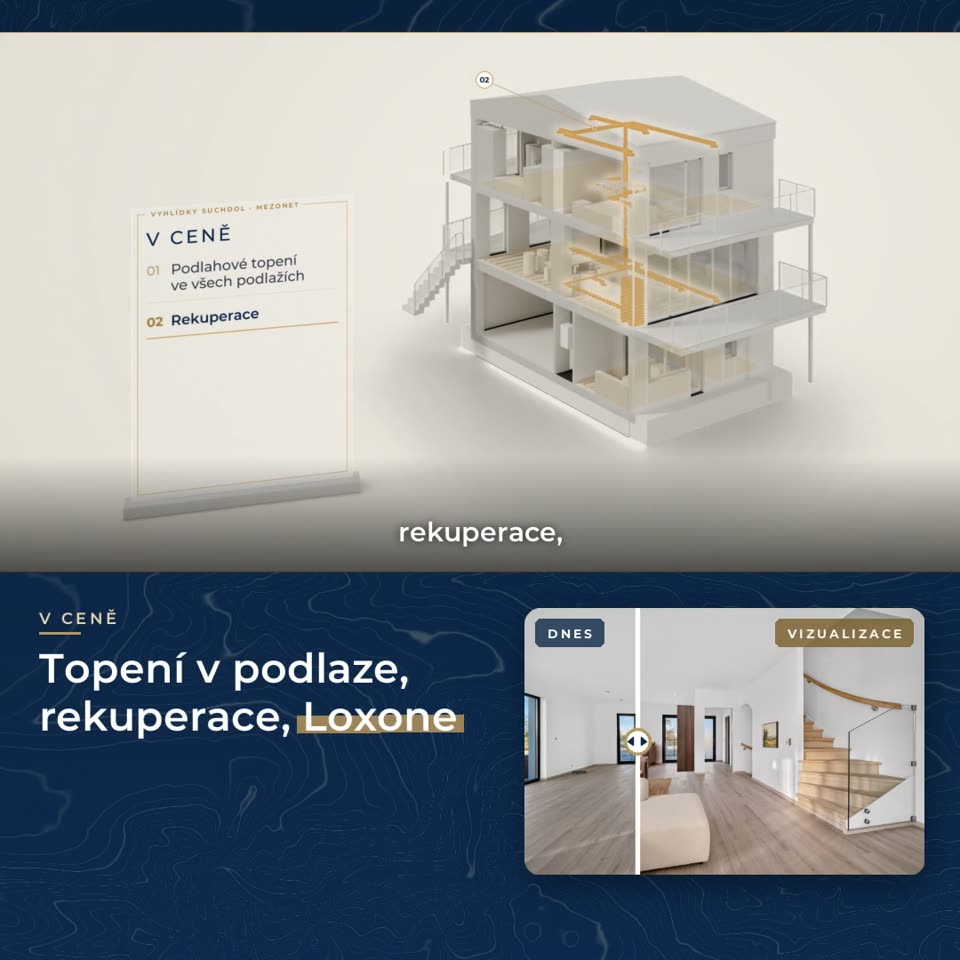 02
VYHLÍDKY SUCHDOL · MEZONET
V CENĚ
01 Podlahové topení
ve všech podlažích
02 Rekuperace
rekuperace,
V CENĚ
Topení v podlaze,
rekuperace, Loxone
DNES
VIZUALIZACE